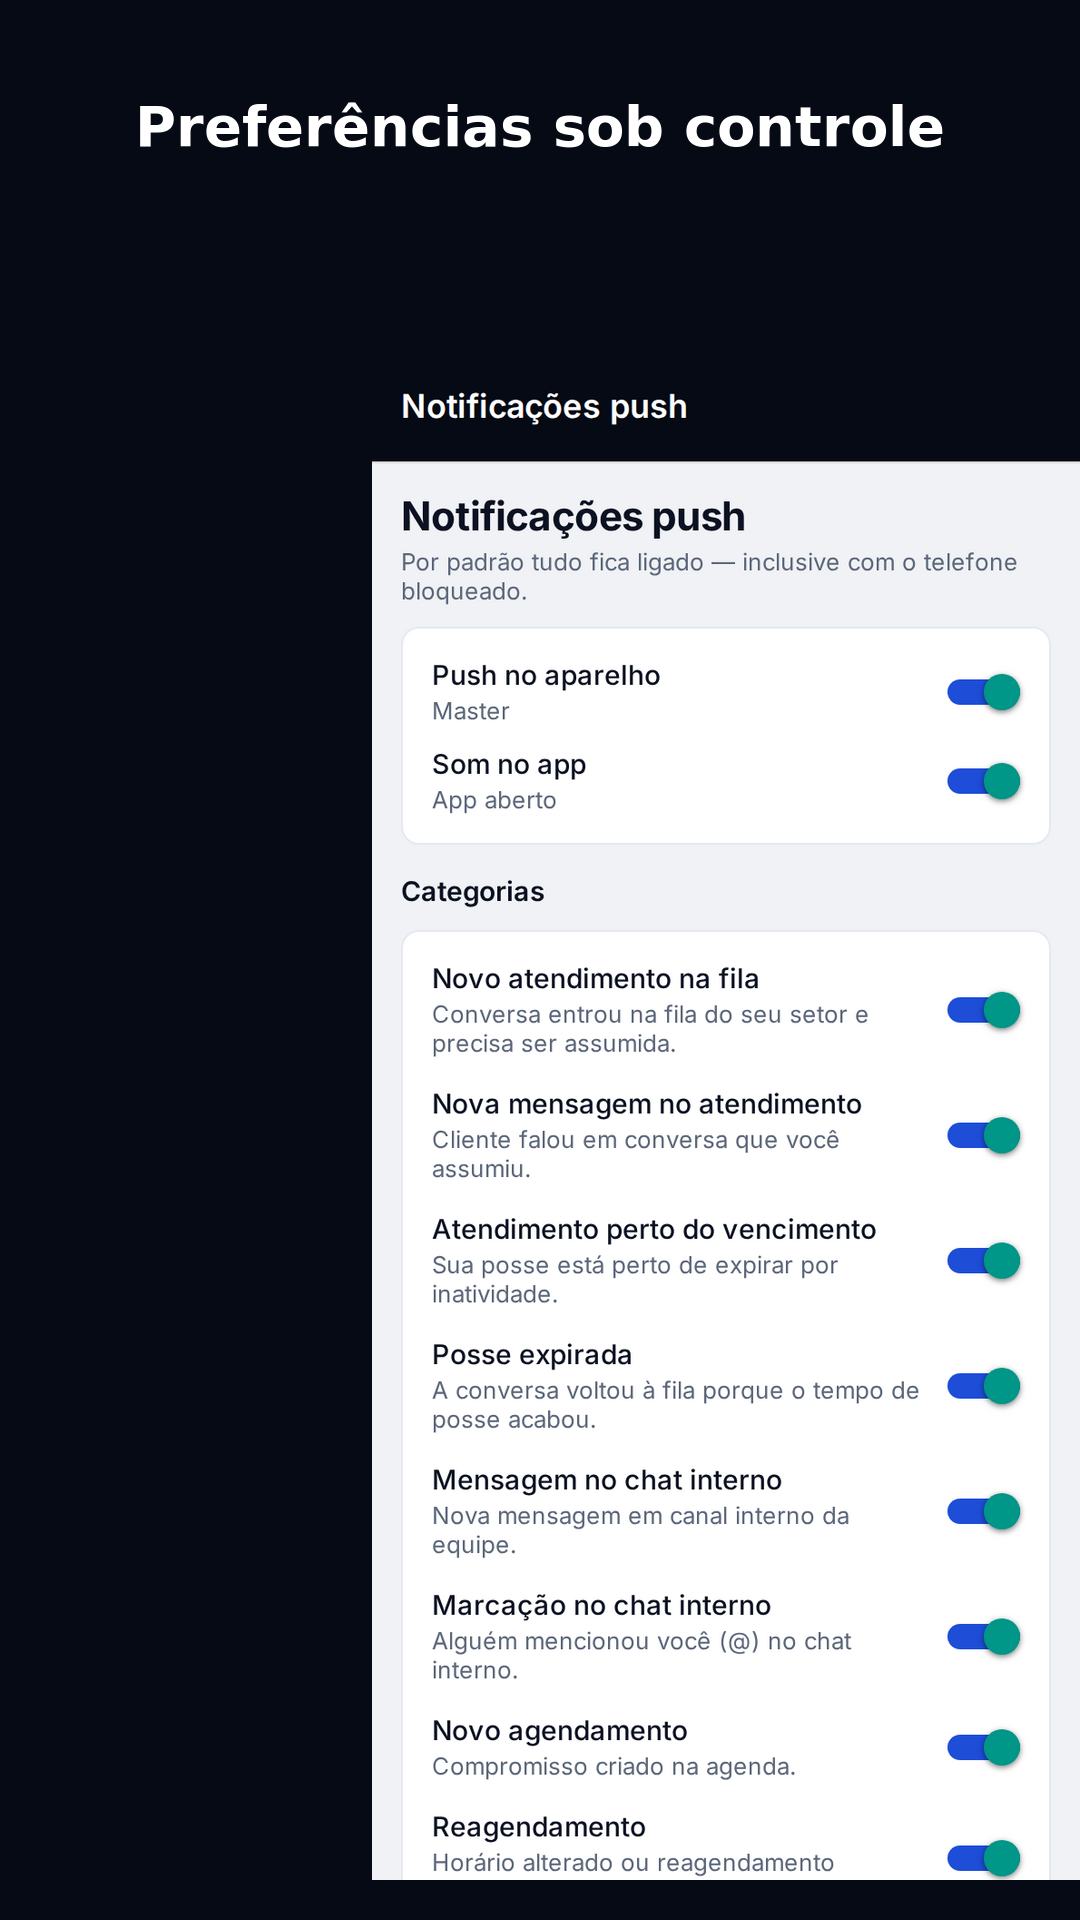 Preferências sob controle
Notificações push
Notificações push
Por padrão tudo fica ligado — inclusive com o telefone
bloqueado.
Push no aparelho
Master
Som no app
App aberto
Categorias
Novo atendimento na fila
Conversa entrou na fila do seu setor e
precisa ser assumida.
Nova mensagem no atendimento
Cliente falou em conversa que você
assumiu.
Atendimento perto do vencimento
Sua posse está perto de expirar por
inatividade.
Posse expirada
A conversa voltou à fila porque o tempo de
posse acabou.
Mensagem no chat interno
Nova mensagem em canal interno da
equipe.
Marcação no chat interno
Alguém mencionou você (@) no chat
interno.
Novo agendamento
Compromisso criado na agenda.
Reagendamento
Horário alterado ou reagendamento